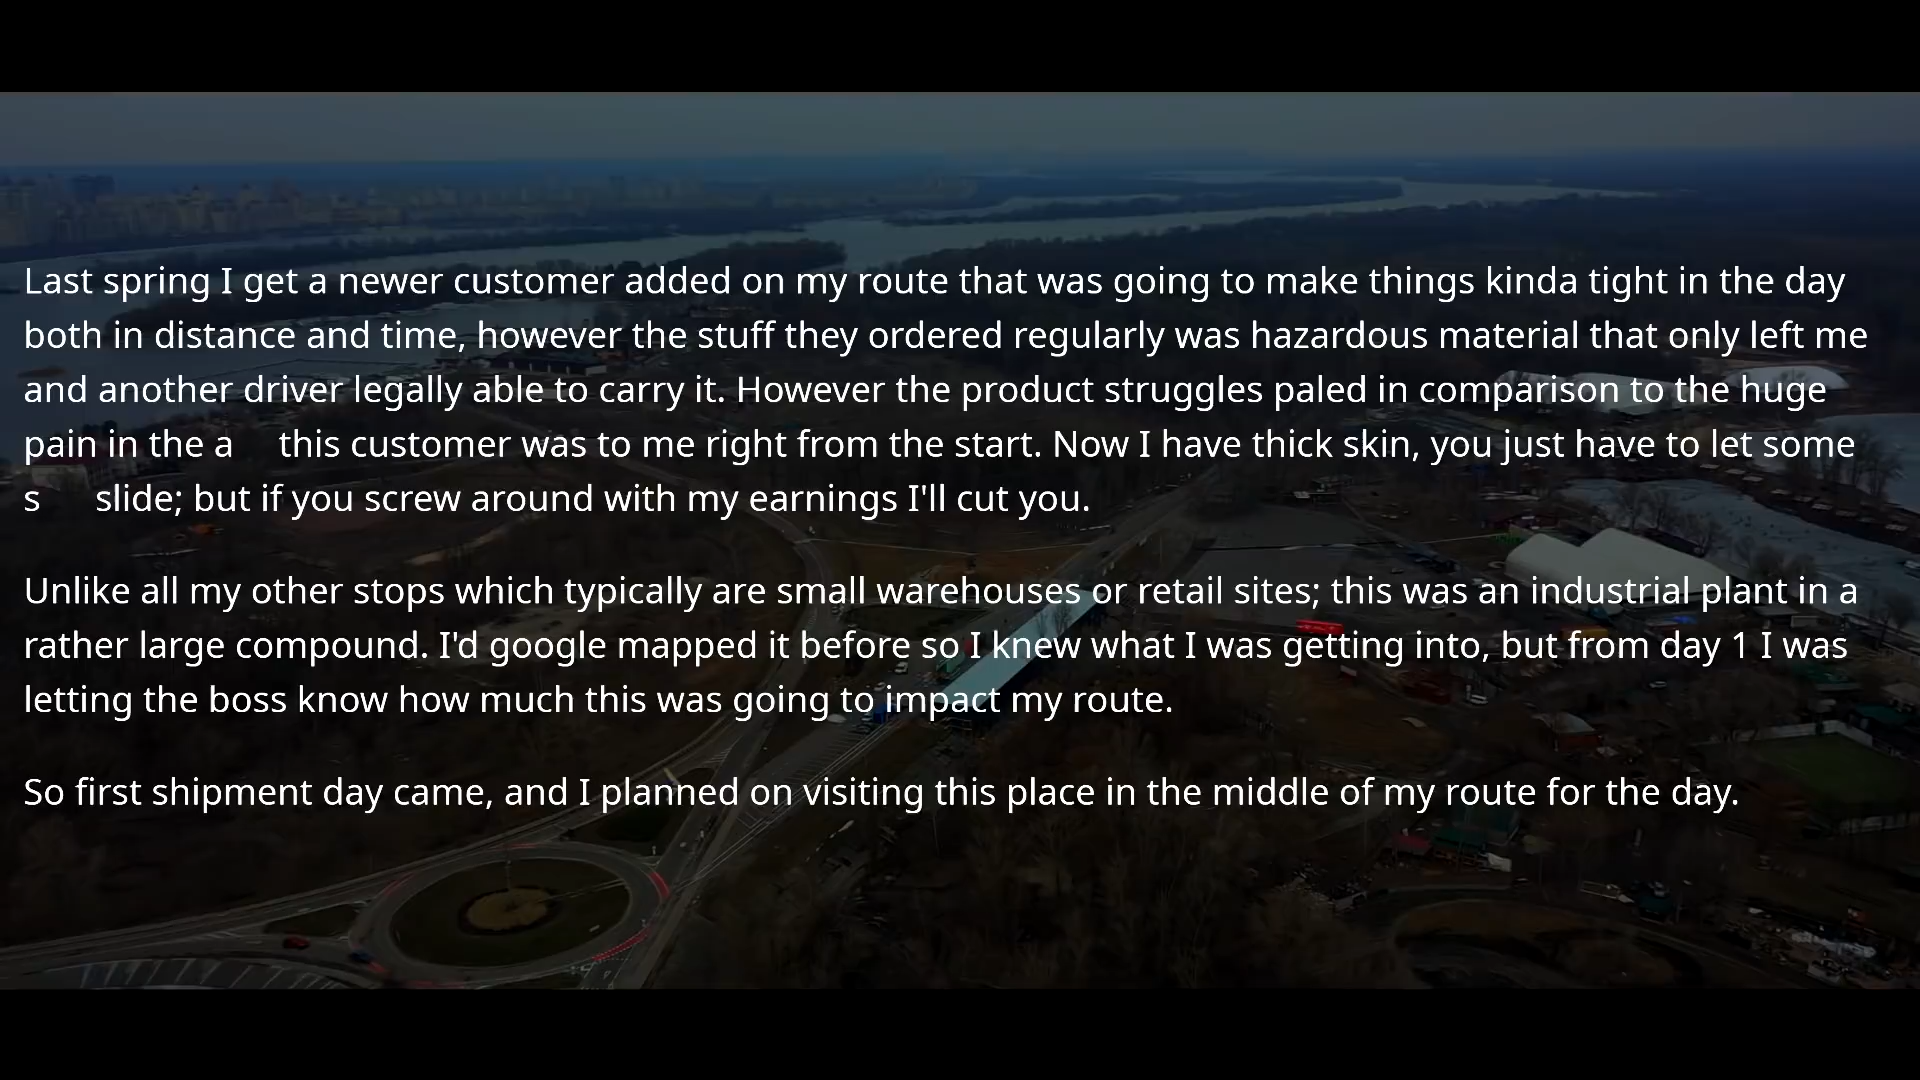 Last spring I get a newer customer added on my route that was going to make things kinda tight in the day
both in distance and time, however the stuff they ordered regularly was hazardous material that only left me
and another driver legally able to carry it. However the product struggles paled in comparison to the huge
pain in the a this customer was to me right from the start. Now I have thick skin, you just have to let some
s slide; but if you screw around with my earnings I'll cut you.
Unlike all my other stops which typically are small warehouses or retail sites; this was an industrial plant in a
rather large compound. I'd google mapped it before so I knew what I was getting into, but from day 1 I was
letting the boss know how much this was going to impact my route.
So first shipment day came, and I planned on visiting this place in the middle of my route for the day.